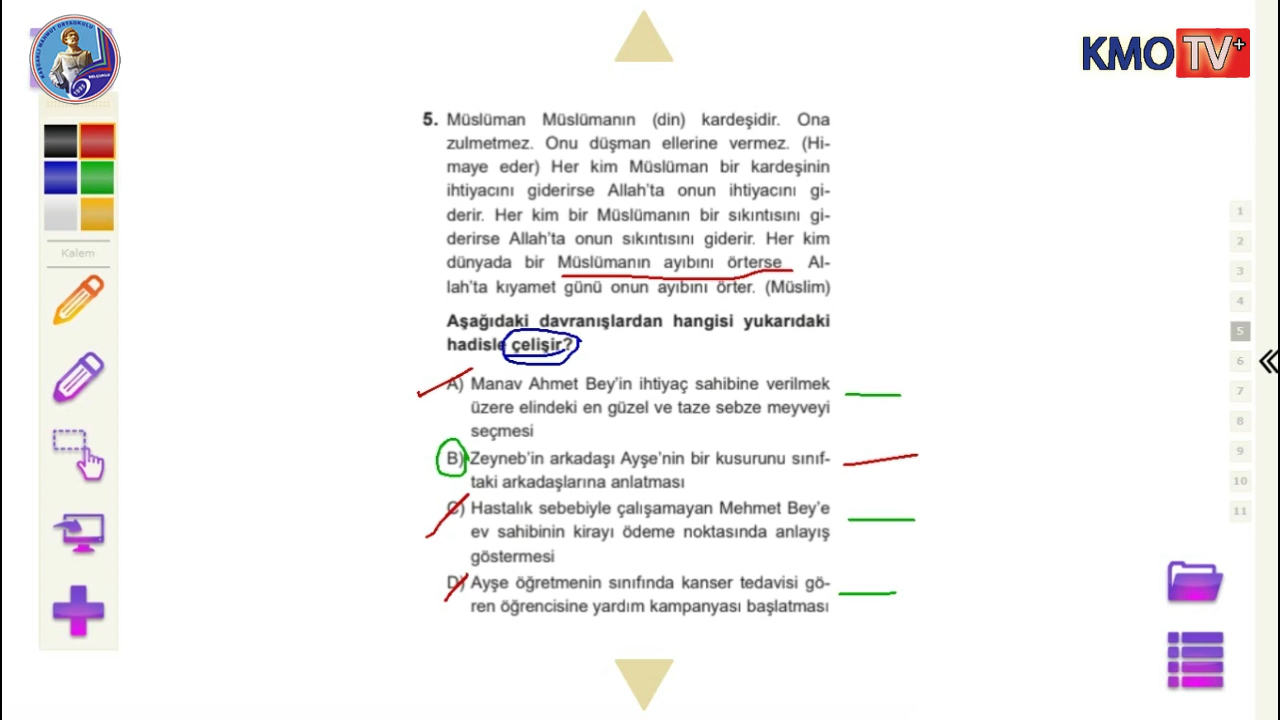 KMO TV+
Kalem
5. Müslüman Müslümanın (din) kardeşidir. Ona
zulmetmez. Onu düşman ellerine vermez. (Hi-
maye eder) Her kim Müslüman bir kardeşinin
ihtiyacını giderirse Allah'ta onun ihtiyacını gi-
derir. Her kim bir Müslümanın bir sıkıntısını gi-
derirse Allah'ta onun sıkıntısını giderir. Her kim
dünyada bir Müslümanın ayıbını örterse Al-
lah'ta kıyamet günü onun ayıbını örter. (Müslim)
Aşağıdaki davranışlardan hangisi yukarıdaki
hadisle çelişir?
A) Manav Ahmet Bey'in ihtiyaç sahibine verilmek
üzere elindeki en güzel ve taze sebze meyveyi
seçmesi
B) Zeyneb'in arkadaşı Ayşe'nin bir kusurunu sınıf-
taki arkadaşlarına anlatması
C) Hastalık sebebiyle çalışamayan Mehmet Bey'e
ev sahibinin kirayı ödeme noktasında anlayış
göstermesi
D) Ayşe öğretmenin sınıfında kanser tedavisi gö-
ren öğrencisine yardım kampanyası başlatması
1
2
3
4
5
6
7
8
9
10
11